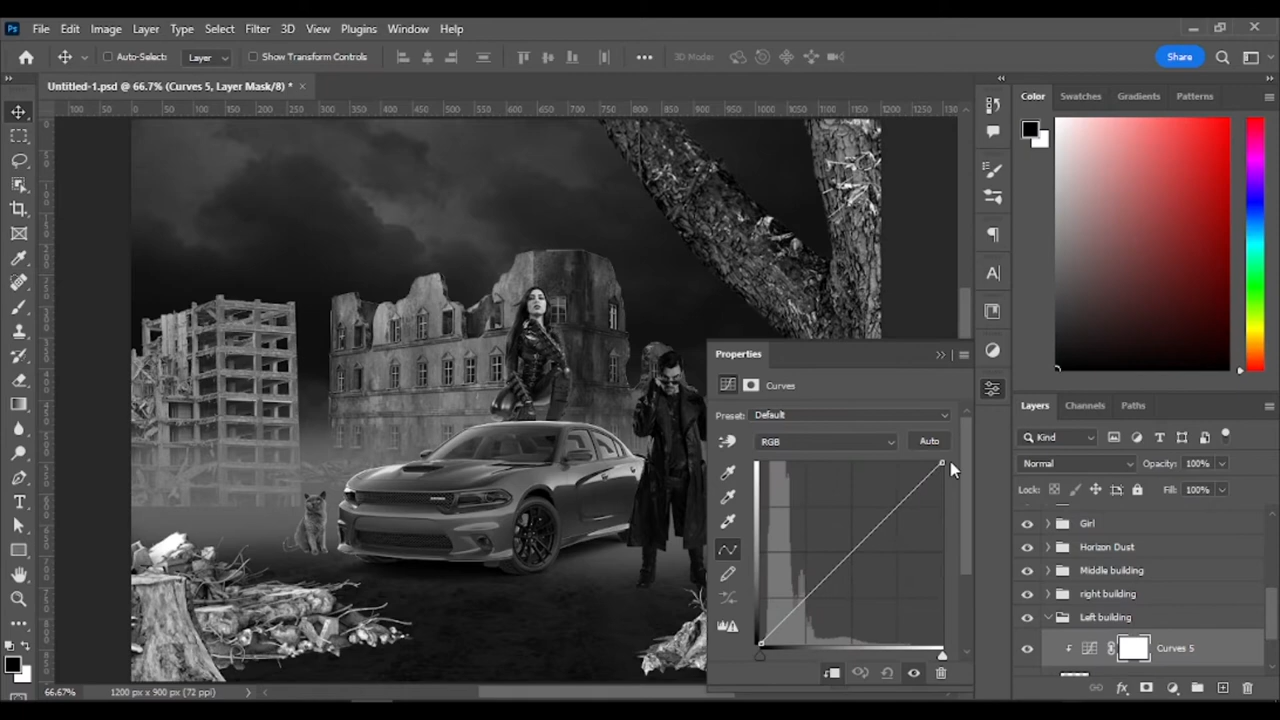 Ps File Edit Image Layer Type Select Filter 3D View Plugins Window Help
Auto-Select: Layer Show Transform Controls 3D Mode: Share
Untitled-1.psd @ 66.7% (Curves 5, Layer Mask/8) *
Color Swatches Gradients Patterns
Properties
Curves
Preset: Default
RGB Auto
Layers Channels Paths
Kind
Normal Opacity: 100%
Lock: Fill: 100%
Girl
Horizon Dust
Middle building
right building
Left building
Curves 5
66.67% 1200 px x 900 px (72 ppi)